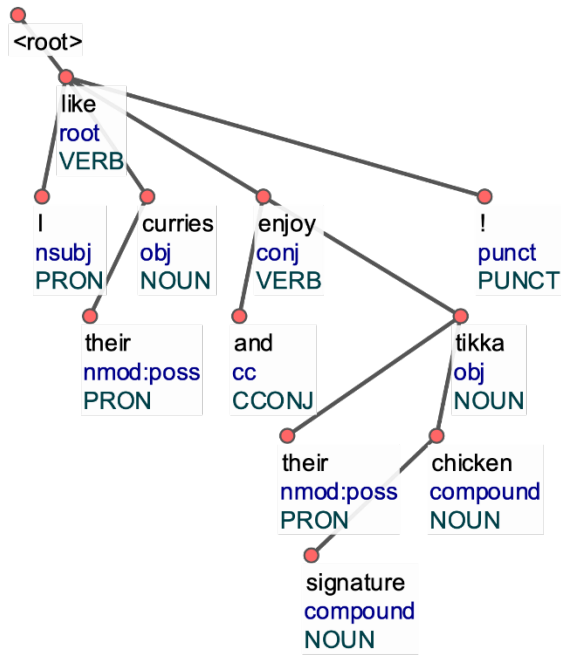 <root>
like
root
VERB
I
nsubj
PRON
curries
obj
NOUN
enjoy
conj
VERB
!
punct
PUNCT
their
nmod:poss
PRON
and
cc
CCONJ
tikka
obj
NOUN
their
nmod:poss
PRON
chicken
compound
NOUN
signature
compound
NOUN